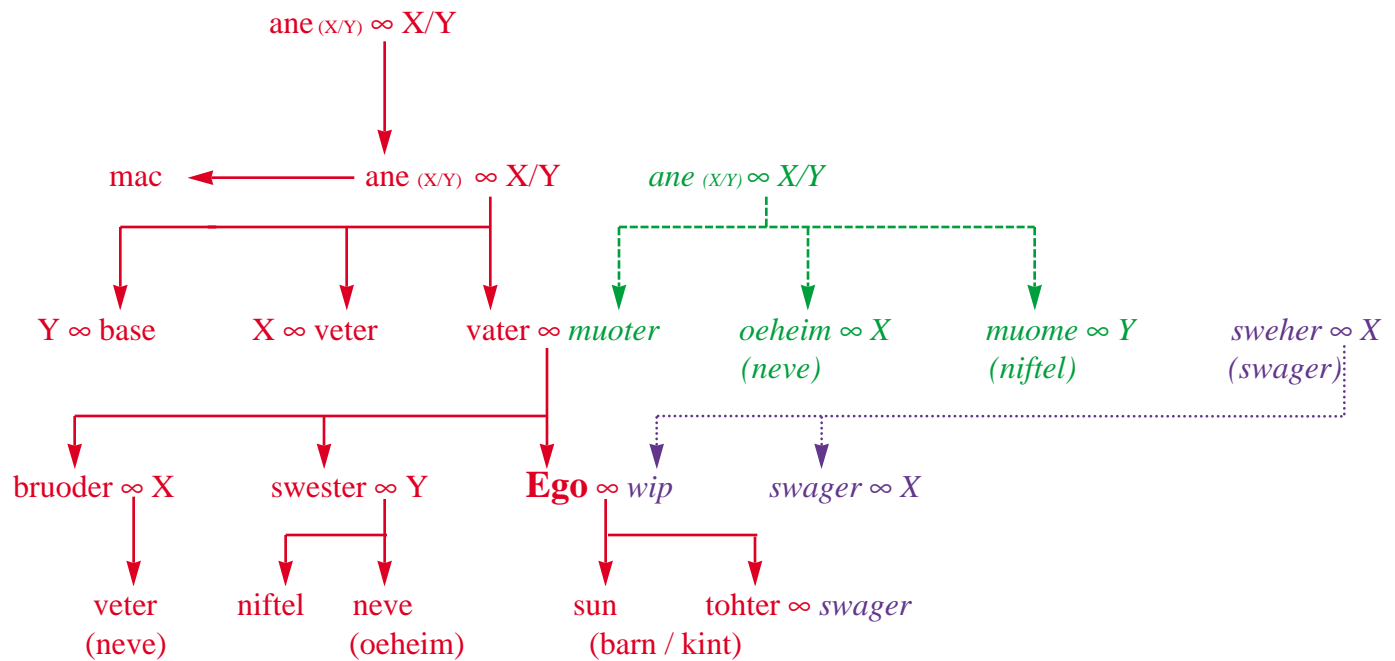 ane (X/Y) ∞ X/Y
mac ane (X/Y) ∞ X/Y ane (X/Y) ∞ X/Y
Y ∞ base X ∞ veter vater ∞ muoter oeheim ∞ X muome ∞ Y sweher ∞ X
(neve) (niftel) (swager)
bruoder ∞ X swester ∞ Y Ego ∞ wip swager ∞ X
veter niftel neve sun tohter ∞ swager
(neve) (oeheim) (barn / kint)